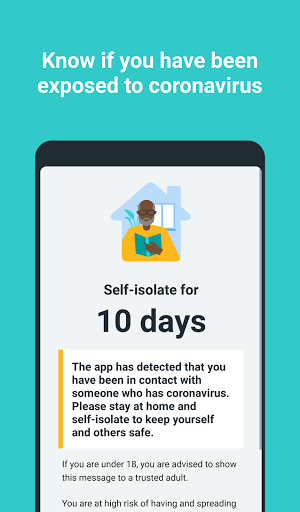 Know if you have been
exposed to coronavirus
Self-isolate for
10 days
The app has detected that you
have been in contact with
someone who has coronavirus.
Please stay at home and
self-isolate to keep yourself
and others safe.
If you are under 18, you are advised to show
this message to a trusted adult.
You are at high risk of having and spreading